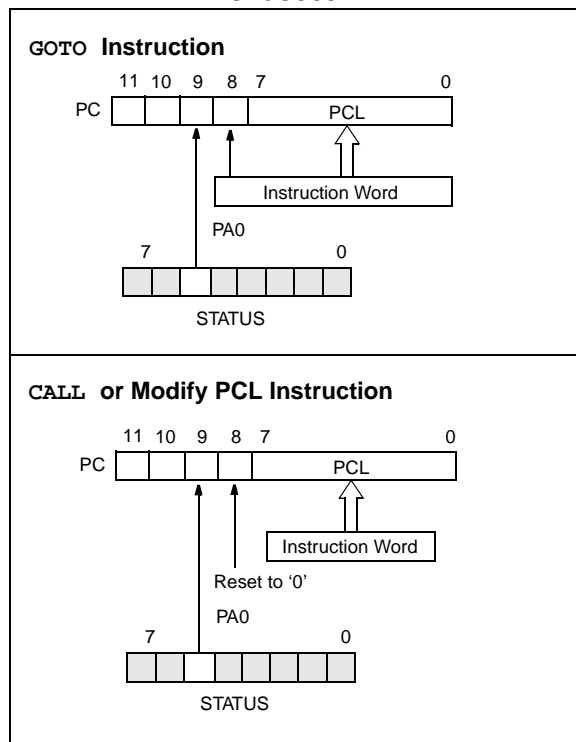 GOTO Instruction
11 10 9 8 7 0
PC PCL
Instruction Word
PA0
7 0
STATUS
CALL or Modify PCL Instruction
11 10 9 8 7 0
PC PCL
Instruction Word
Reset to ‘0’
PA0
7 0
STATUS